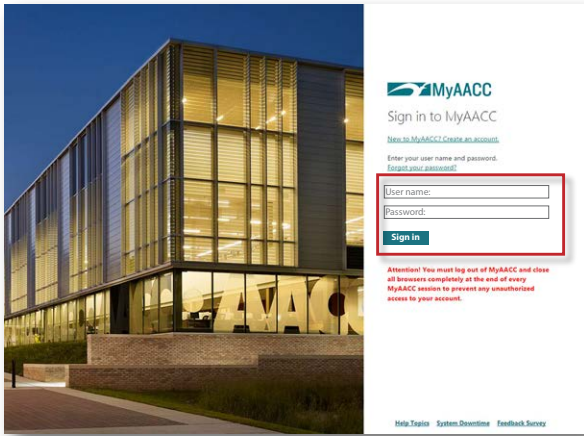 MyAACC
Sign in to MyAACC
New to MyAACC? Create an account.
Enter your user name and password.
Forgot your password?
User name:
Password:
Sign in
Attention! You must log out of MyAACC and close
all browsers completely at the end of every
MyAACC session to prevent any unauthorized
access to your account.
AACC
Help Topics System Downtime Feedback Survey